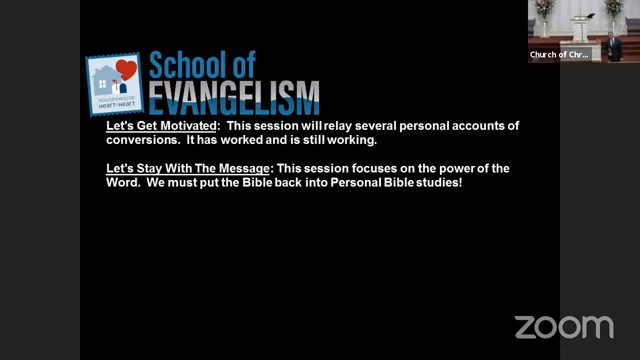 Church of Chr...
School of
EVANGELISM
HOUSE HOUSE
HEART HEART
Let's Get Motivated:  This session will relay several personal accounts of
conversions.  It has worked and is still working.
Let's Stay With The Message: This session focuses on the power of the
Word.  We must put the Bible back into Personal Bible studies!
zoom